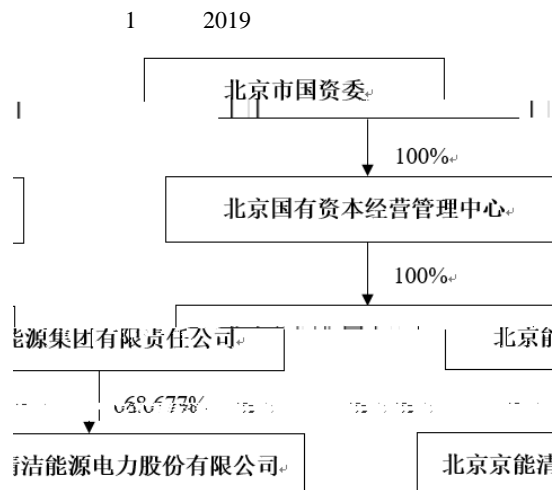 1 2019
北京市国资委
100%
北京国有资本经营管理中心
100%
能源集团有限责任公司 北京能
68.677%
清洁能源电力股份有限公司 北京京能清